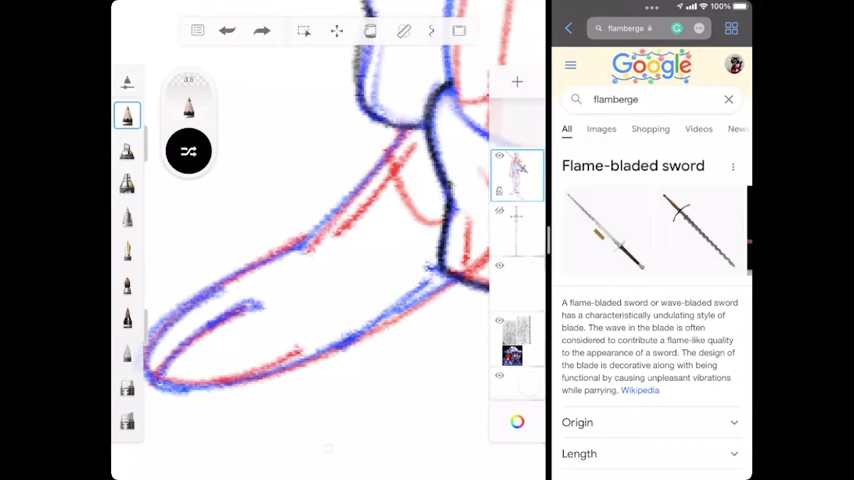 100%
flamberge
Google
flamberge
All Images Shopping Videos New
Flame-bladed sword
A flame-bladed sword or wave-bladed sword
has a characteristically undulating style of
blade. The wave in the blade is often
considered to contribute a flame-like quality
to the appearance of a sword. The design of
the blade is decorative along with being
functional by causing unpleasant vibrations
while parrying. Wikipedia
Origin
Length
3.5